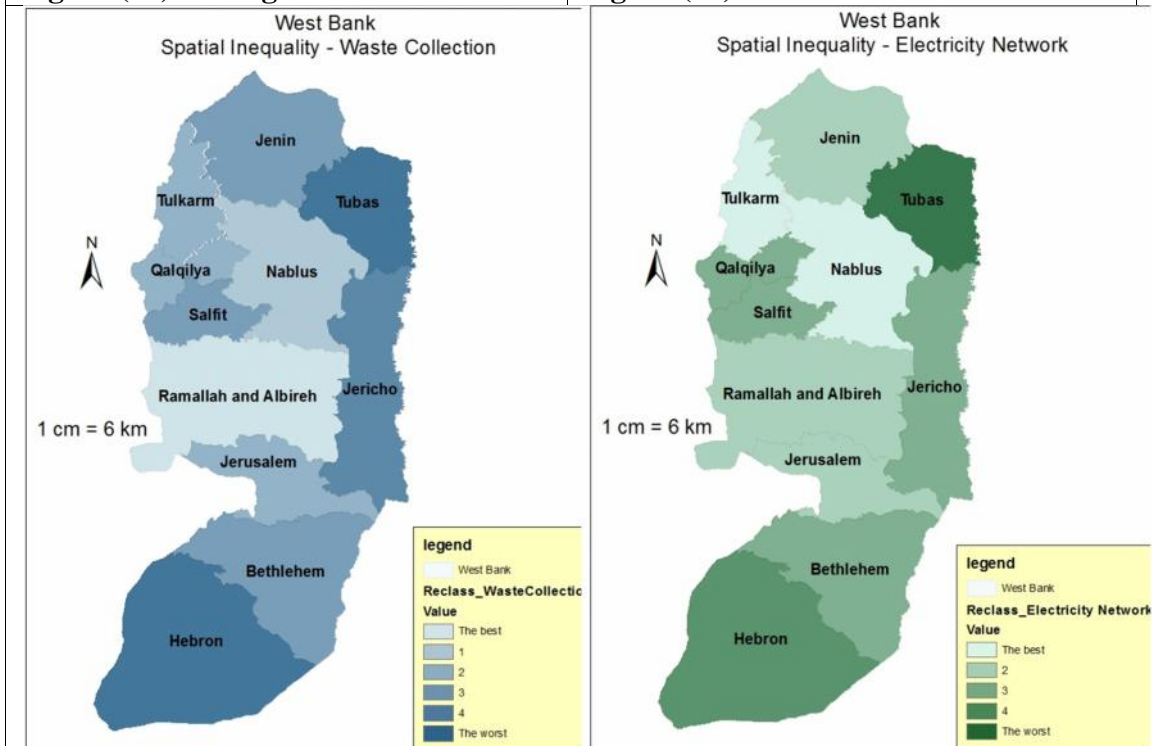 West Bank
Spatial Inequality - Waste Collection
Jenin
Tubas
Tulkarm
N
Qalqilya
Nablus
Salfit
Jericho
Ramallah and Albireh
1 cm = 6 km
Jerusalem
Bethlehem
Hebron
legend
West Bank
Reclass_WasteCollectio
Value
The best
1
2
3
4
The worst
West Bank
Spatial Inequality - Electricity Network
Jenin
Tubas
Tulkarm
N
Qalqilya
Nablus
Salfit
Jericho
Ramallah and Albireh
1 cm = 6 km
Jerusalem
Bethlehem
Hebron
legend
West Bank
Reclass_Electricity Network
Value
The best
2
3
4
The worst